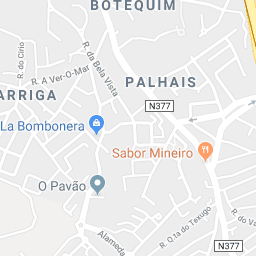 BOTEQUIM
R. do Cirio
R. da Bela Vista
R. A Ver-O-Mar
PALHAIS
ARRIGA
N377
La Bombonera
Sabor Mineiro
O Pavão
R. Q.ta do Texugo
R. do Va
Alameda
N377